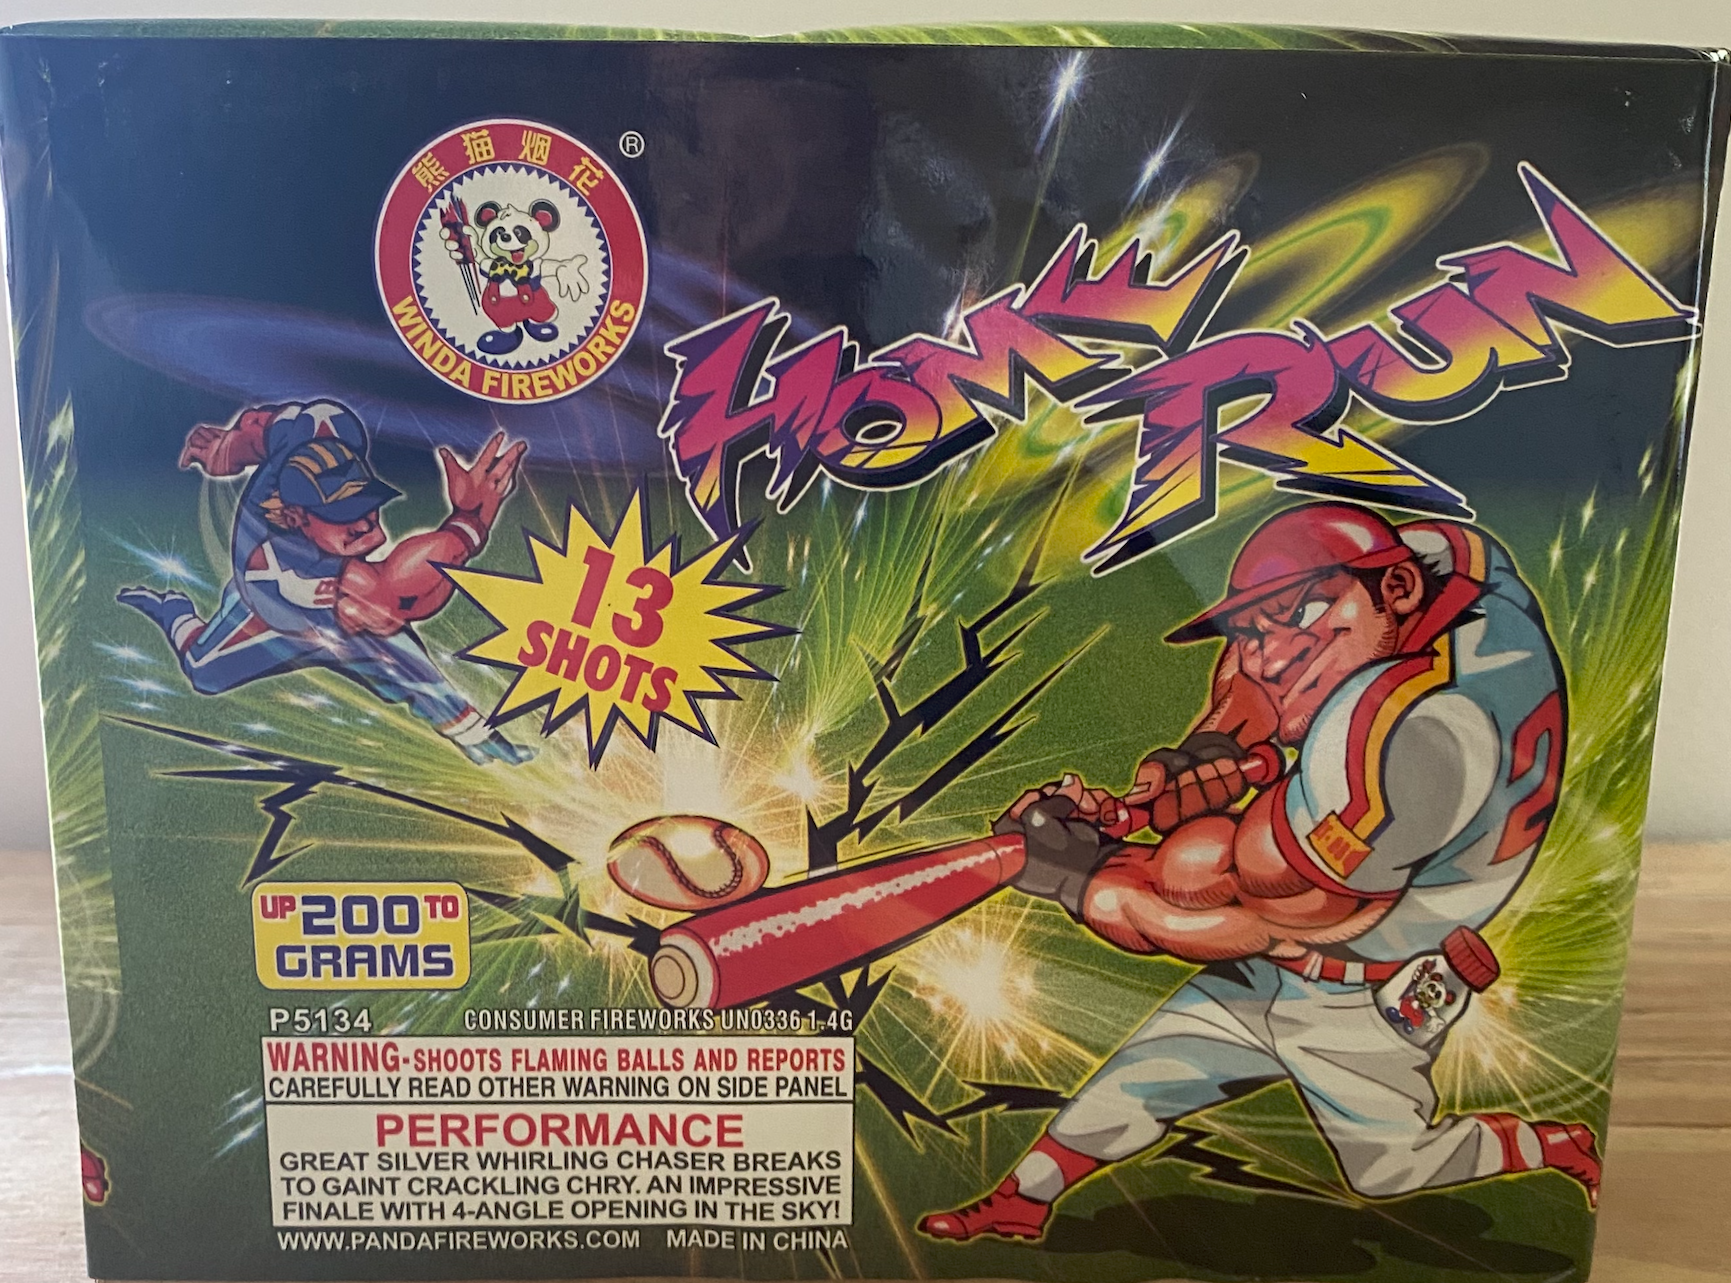 熊猫烟花
®
WINDA FIREWORKS
HOME RUN
13
SHOTS
UP 200 TO
GRAMS
P5134 CONSUMER FIREWORKS UN0336 1.4G
WARNING-SHOOTS FLAMING BALLS AND REPORTS
CAREFULLY READ OTHER WARNING ON SIDE PANEL
PERFORMANCE
GREAT SILVER WHIRLING CHASER BREAKS
TO GAINT CRACKLING CHRY. AN IMPRESSIVE
FINALE WITH 4-ANGLE OPENING IN THE SKY!
WWW.PANDAFIREWORKS.COM MADE IN CHINA
2